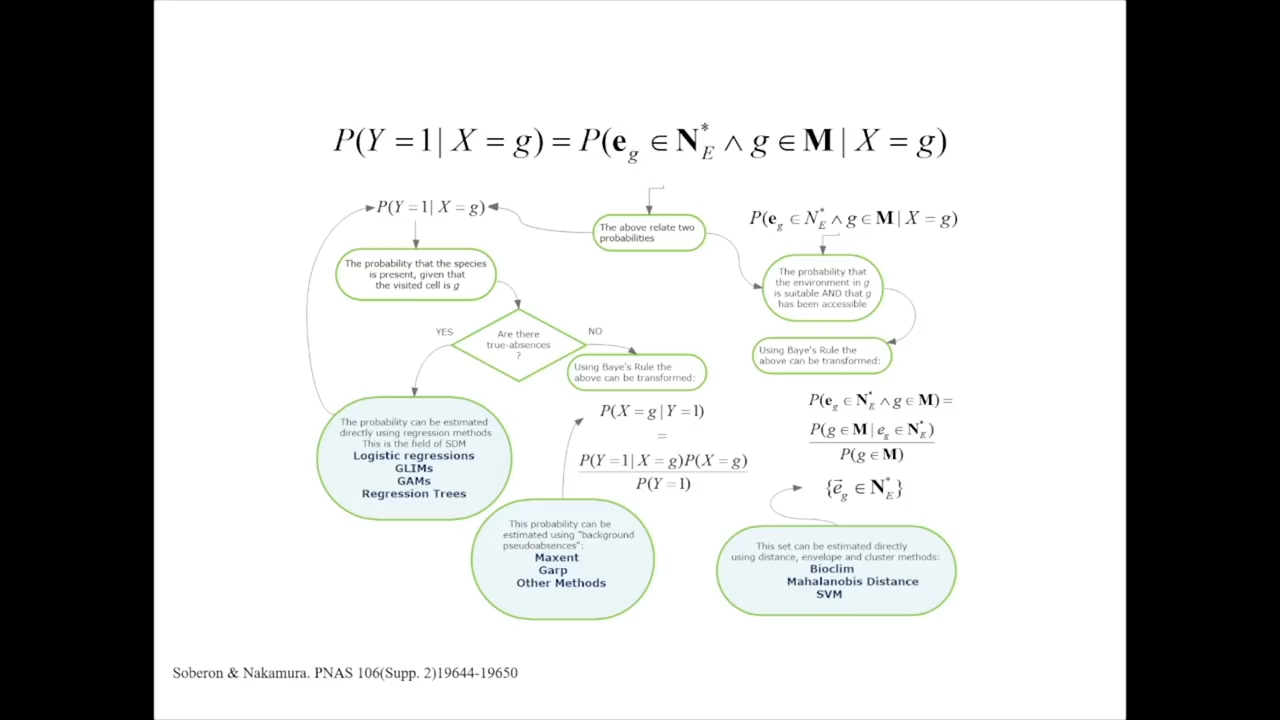 P(Y = 1 | X = g) = P(e_g ∈ N*_E ∧ g ∈ M | X = g)
P(Y = 1 | X = g)
The above relate two
probabilities
P(e_g ∈ N*_E ∧ g ∈ M | X = g)
The probability that the species
is present, given that
the visited cell is g
The probability that
the environment in g
is suitable AND that g
has been accessible
YES
Are there
true-absences
?
NO
Using Baye's Rule the
above can be transformed:
Using Baye's Rule the
above can be transformed:
The probability can be estimated
directly using regression methods
This is the field of SDM
Logistic regressions
GLIMs
GAMs
Regression Trees
P(X = g | Y = 1)
=
P(Y = 1 | X = g)P(X = g)
P(Y = 1)
P(e_g ∈ N*_E ∧ g ∈ M) =
P(g ∈ M | e_g ∈ N*_E)
P(g ∈ M)
{e⃗_g ∈ N*_E}
This probability can be
estimated using "background
pseudoabsences":
Maxent
Garp
Other Methods
This set can be estimated directly
using distance, envelope and cluster methods:
Bioclim
Mahalanobis Distance
SVM
Soberon & Nakamura. PNAS 106(Supp. 2)19644-19650